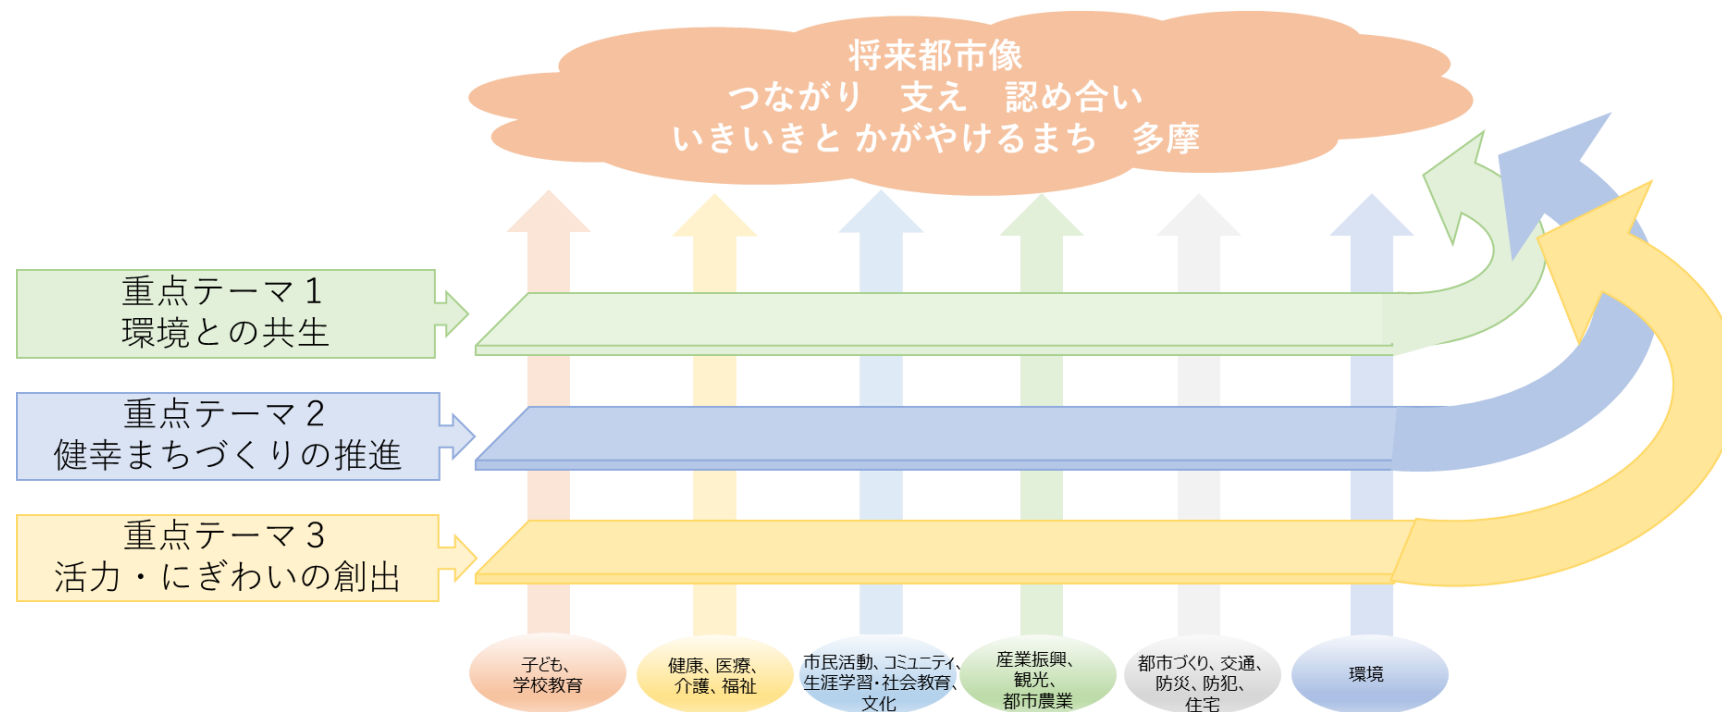 将来都市像
つながり　支え　認め合い
いきいきと かがやけるまち　多摩
重点テーマ１
環境との共生
重点テーマ２
健幸まちづくりの推進
重点テーマ３
活力・にぎわいの創出
子ども、
学校教育
健康、医療、
介護、福祉
市民活動、コミュニティ、
生涯学習・社会教育、
文化
産業振興、
観光、
都市農業
都市づくり、交通、
防災、防犯、
住宅
環境